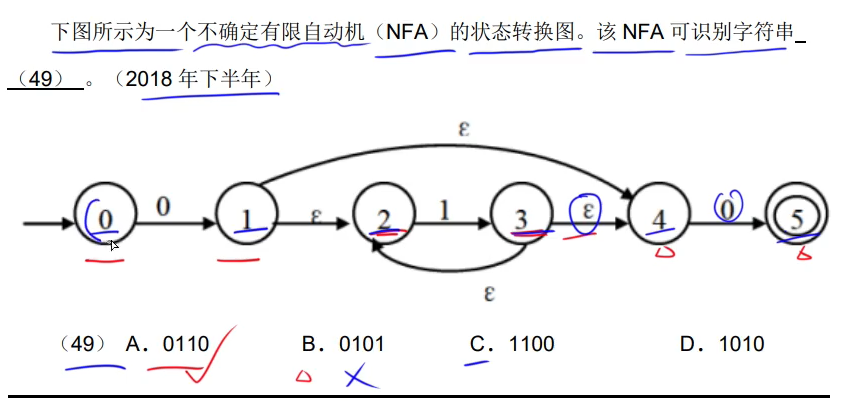 下图所示为一个不确定有限自动机（NFA）的状态转换图。该 NFA 可识别字符串
（49） 。（2018 年下半年）
ε
0 0 1 ε 2 1 3 ε 4 0 5
ε
（49） A．0110 B．0101 C．1100 D．1010